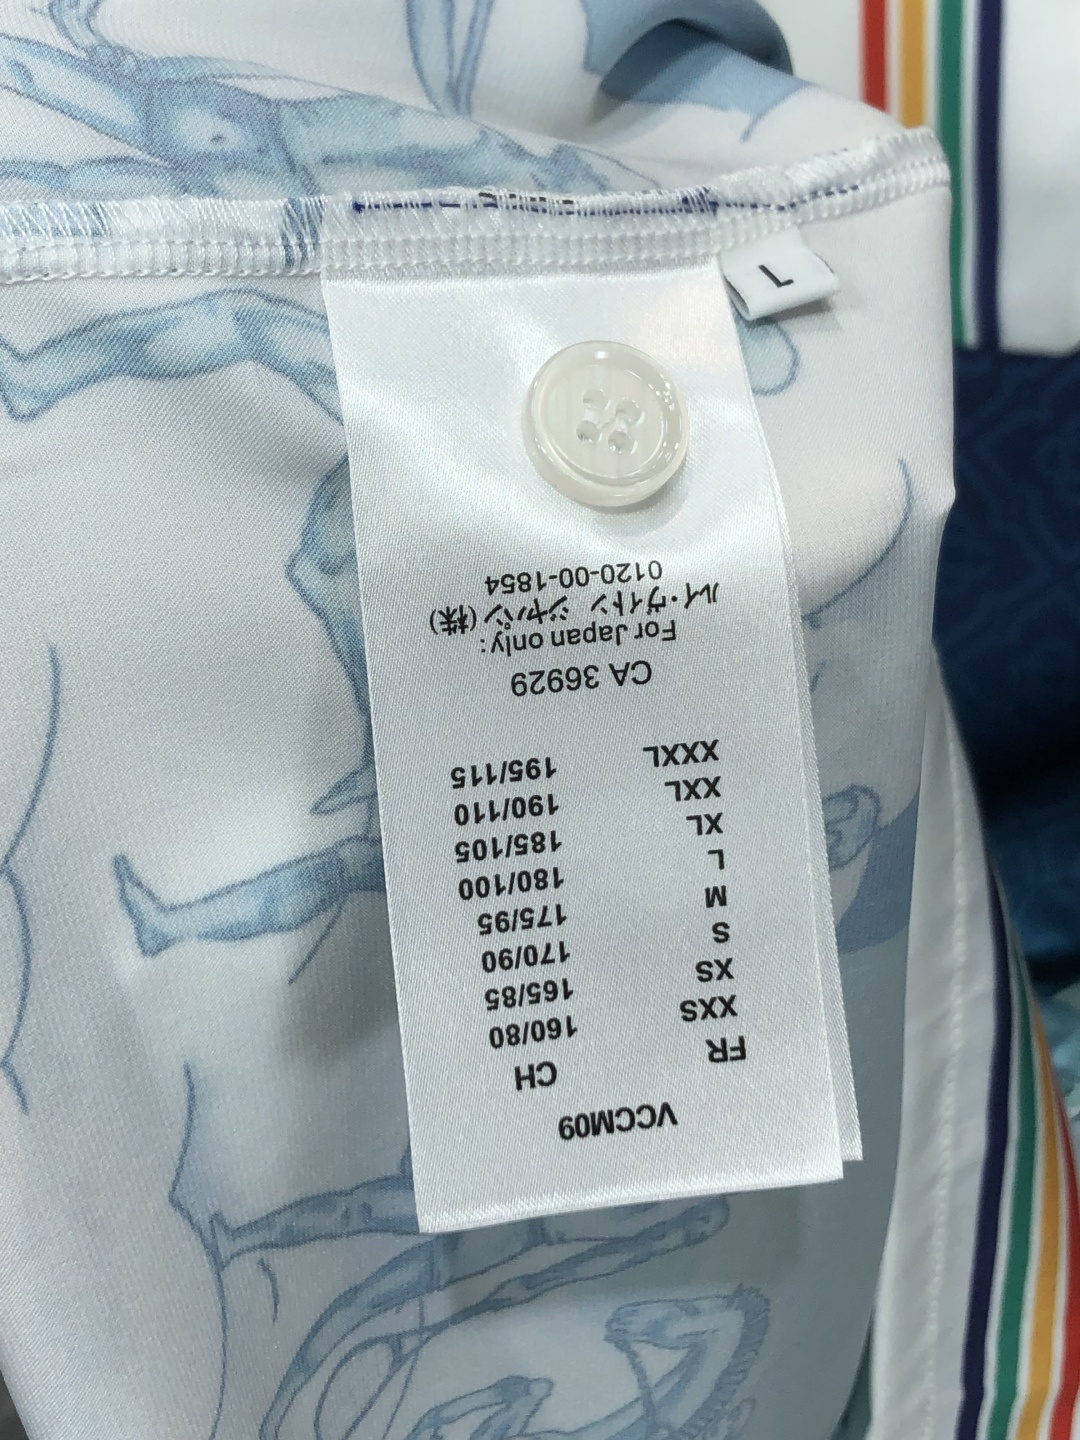 L
VCCM09
FR CH
XXS 160/80
XS 165/85
S 170/90
M 175/95
L 180/100
XL 185/105
XXL 190/110
XXXL 195/115
CA 36929
For Japan only:
ルイ・ヴィトン ジャパン(株)
0120-00-1854